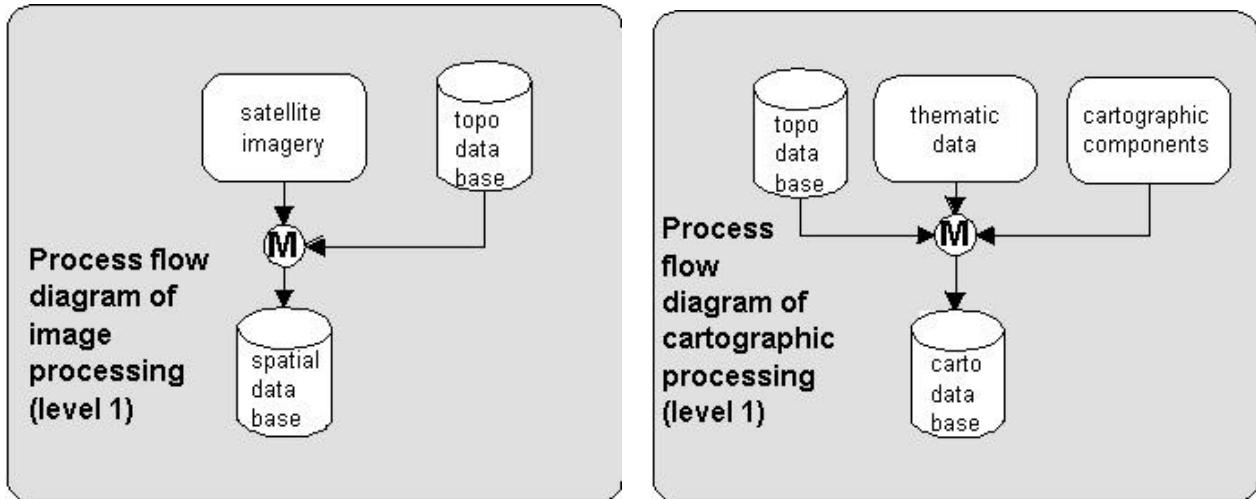 satellite
imagery
topo
data
base
M
Process flow
diagram of
image
processing
(level 1)
spatial
data
base
topo
data
base
thematic
data
cartographic
components
M
Process
flow
diagram of
cartographic
processing
(level 1)
carto
data
base